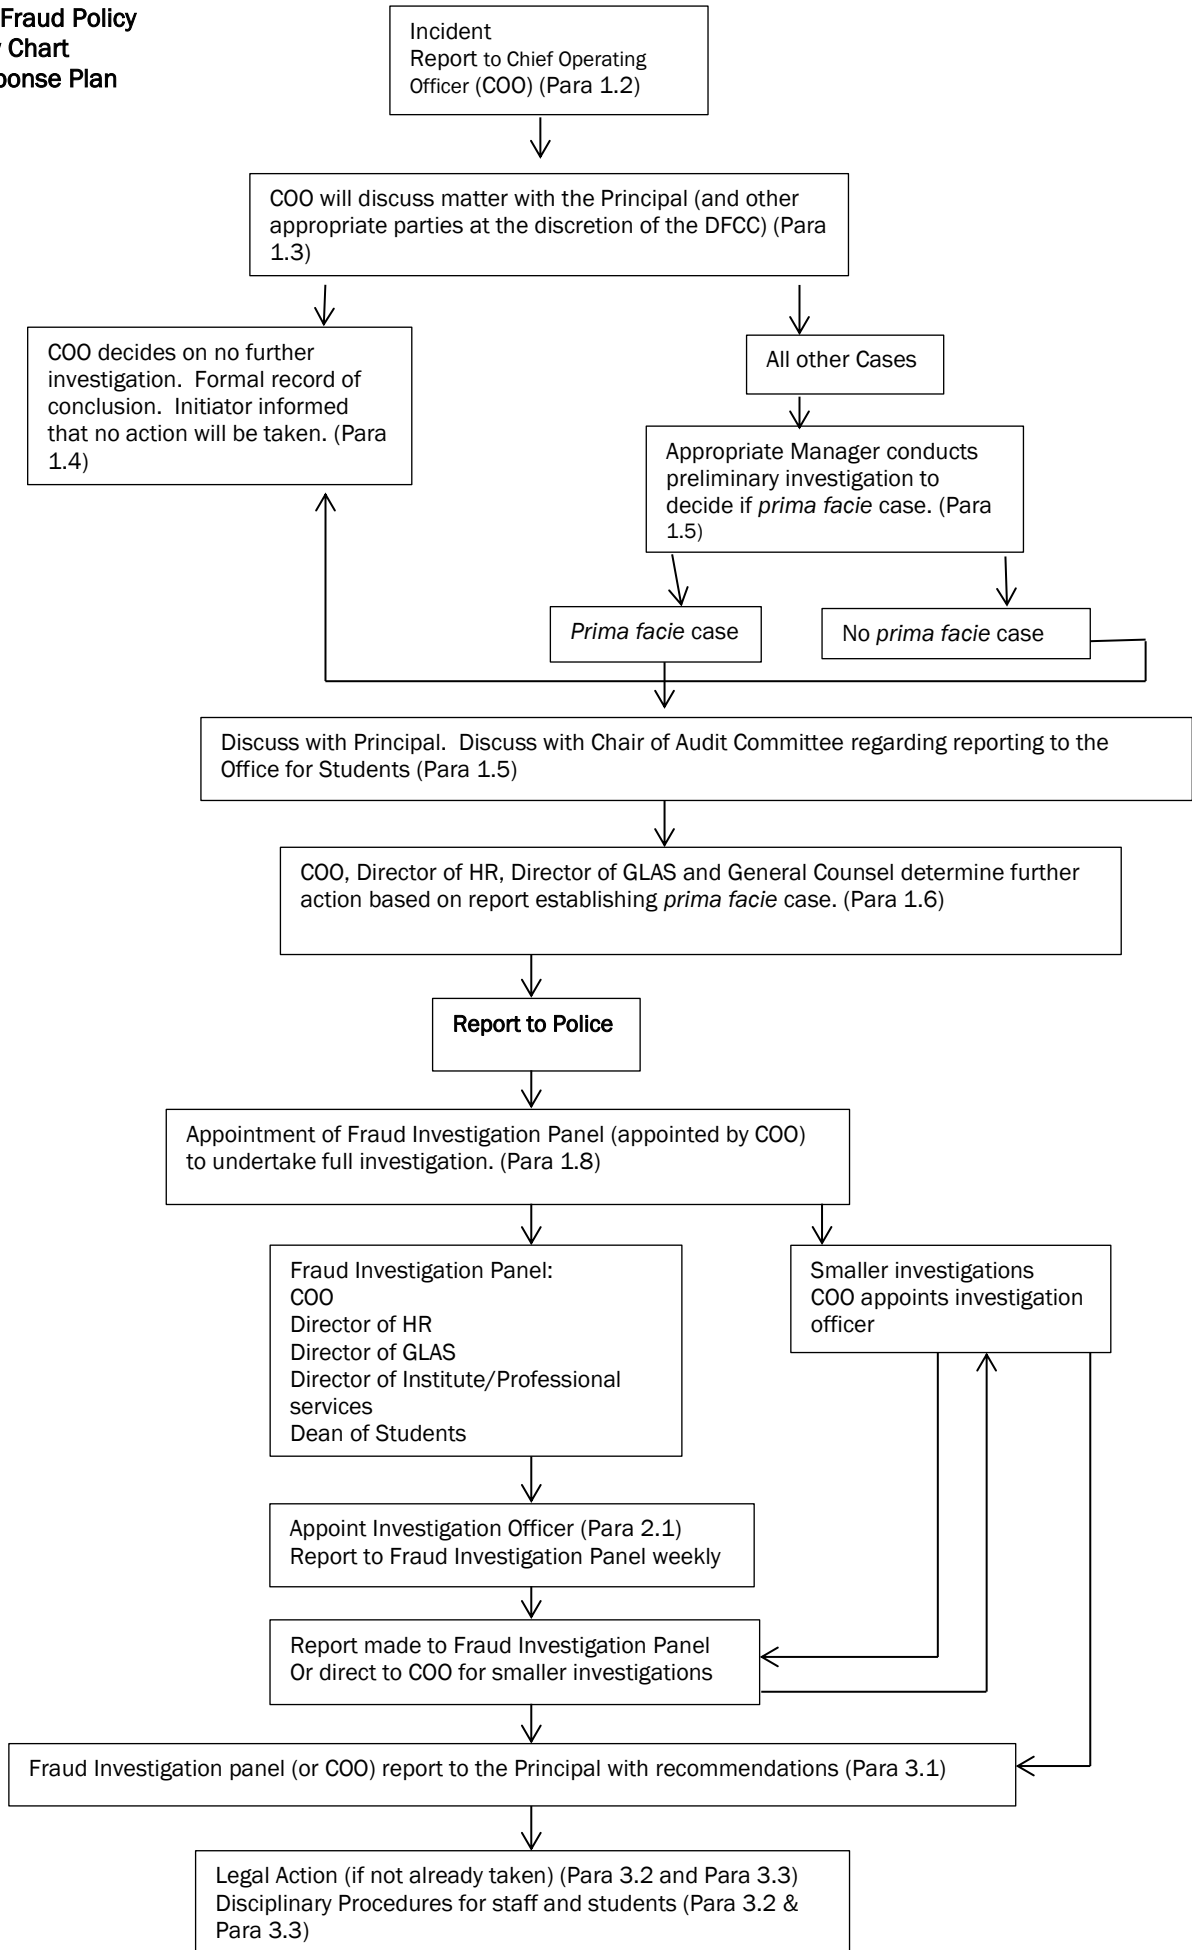 Fraud Policy
Chart
Plan
Incident
Report to Chief Operating
Officer (COO) (Para 1.2)
COO will discuss matter with the Principal (and other
appropriate parties at the discretion of the DFCC) (Para
1.3)
COO decides on no further
investigation.  Formal record of
conclusion.  Initiator informed
that no action will be taken. (Para
1.4)
All other Cases
Appropriate Manager conducts
preliminary investigation to
decide if prima facie case. (Para
1.5)
Prima facie case
No prima facie case
Discuss with Principal.  Discuss with Chair of Audit Committee regarding reporting to the
Office for Students (Para 1.5)
COO, Director of HR, Director of GLAS and General Counsel determine further
action based on report establishing prima facie case. (Para 1.6)
Report to Police
Appointment of Fraud Investigation Panel (appointed by COO)
to undertake full investigation. (Para 1.8)
Fraud Investigation Panel:
COO
Director of HR
Director of GLAS
Director of Institute/Professional
services
Dean of Students
Smaller investigations
COO appoints investigation
officer
Appoint Investigation Officer (Para 2.1)
Report to Fraud Investigation Panel weekly
Report made to Fraud Investigation Panel
Or direct to COO for smaller investigations
Fraud Investigation panel (or COO) report to the Principal with recommendations (Para 3.1)
Legal Action (if not already taken) (Para 3.2 and Para 3.3)
Disciplinary Procedures for staff and students (Para 3.2 &
Para 3.3)